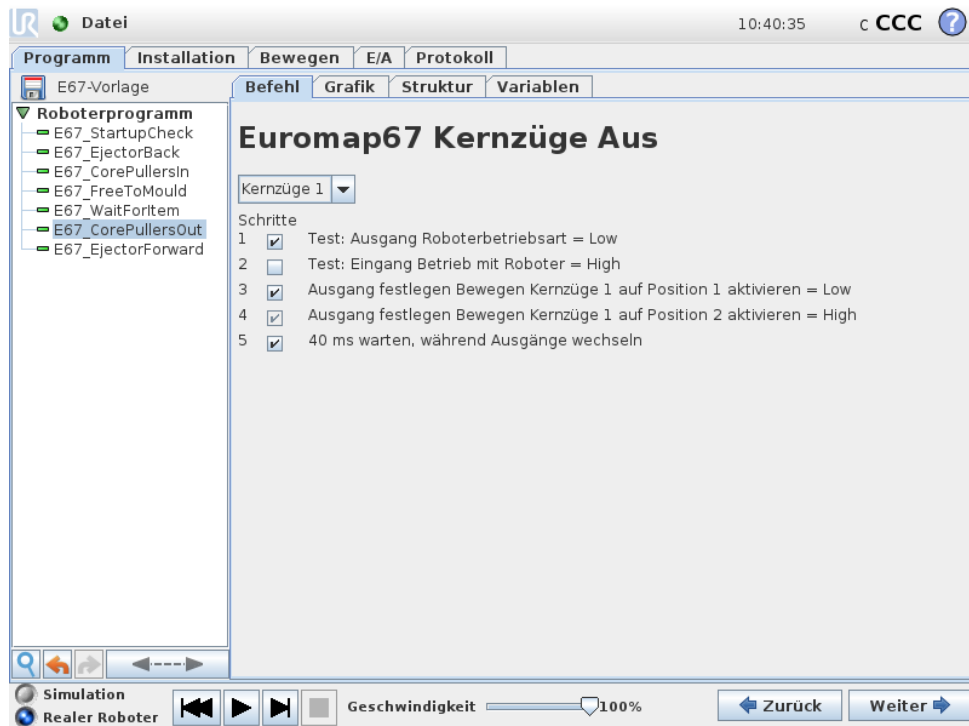 UR Datei 10:40:35 c CCC ?
Programm Installation Bewegen E/A Protokoll
E67-Vorlage
Befehl Grafik Struktur Variablen
Roboterprogramm
E67_StartupCheck
E67_EjectorBack
E67_CorePullersIn
E67_FreeToMould
E67_WaitForItem
E67_CorePullersOut
E67_EjectorForward
Euromap67 Kernzüge Aus
Kernzüge 1
Schritte
1 Test: Ausgang Roboterbetriebsart = Low
2 Test: Eingang Betrieb mit Roboter = High
3 Ausgang festlegen Bewegen Kernzüge 1 auf Position 1 aktivieren = Low
4 Ausgang festlegen Bewegen Kernzüge 1 auf Position 2 aktivieren = High
5 40 ms warten, während Ausgänge wechseln
Simulation
Realer Roboter
Geschwindigkeit 100%
Zurück Weiter